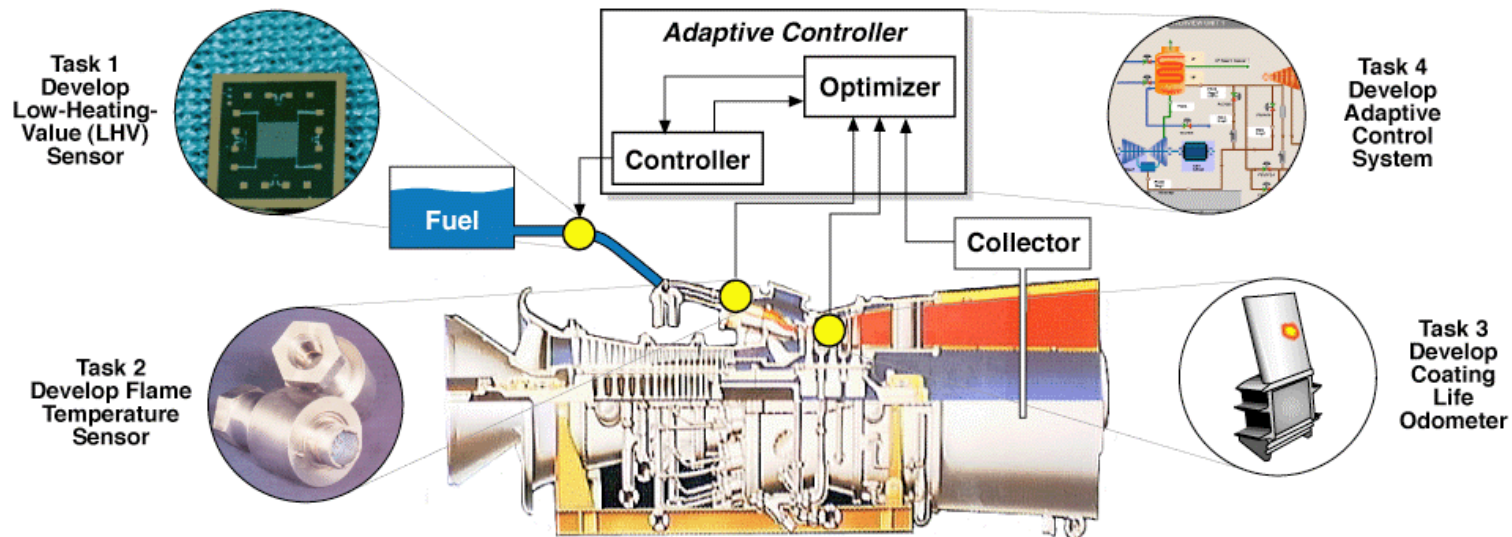 Task 1
Develop
Low-Heating-
Value (LHV)
Sensor
Adaptive Controller
Optimizer
Controller
Task 4
Develop
Adaptive
Control
System
Fuel
Collector
Task 2
Develop Flame
Temperature
Sensor
Task 3
Develop
Coating
Life
Odometer